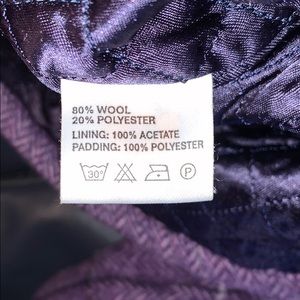 80% WOOL
20% POLYESTER
LINING: 100% ACETATE
PADDING: 100% POLYESTER
30° P